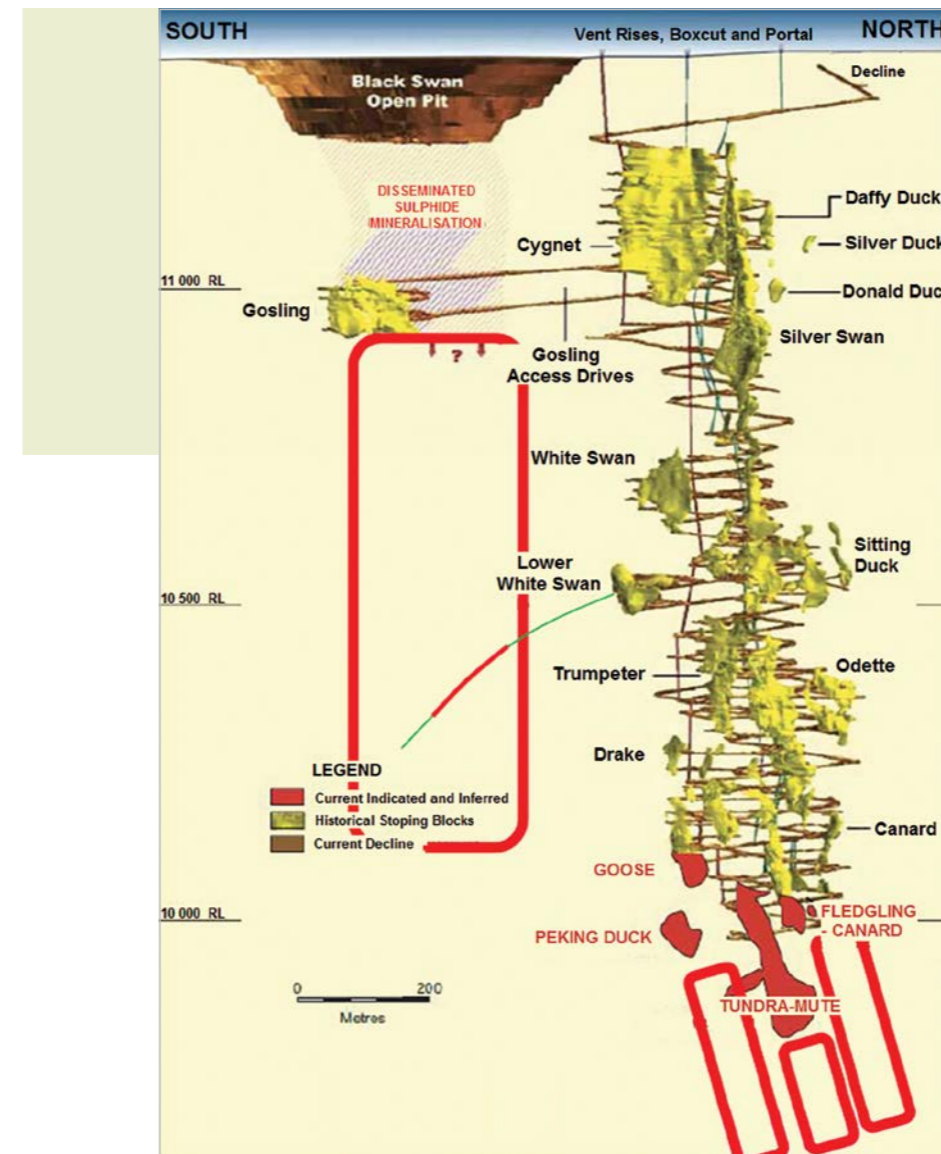 SOUTH
Vent Rises, Boxcut and Portal
NORTH
Decline
Black Swan
Open Pit
DISSEMINATED
SULPHIDE
MINERALISATION
Daffy Duck
Cygnet
Silver Duck
11 000 RL
Donald Duc
Gosling
Silver Swan
?
Gosling
Access Drives
White Swan
Sitting
Duck
Lower
White Swan
10 500 RL
Trumpeter
Odette
Drake
LEGEND
Current Indicated and Inferred
Historical Stoping Blocks
Current Decline
Canard
GOOSE
10 000 RL
FLEDGLING
- CANARD
PEKING DUCK
0 200
Metres
TUNDRA-MUTE